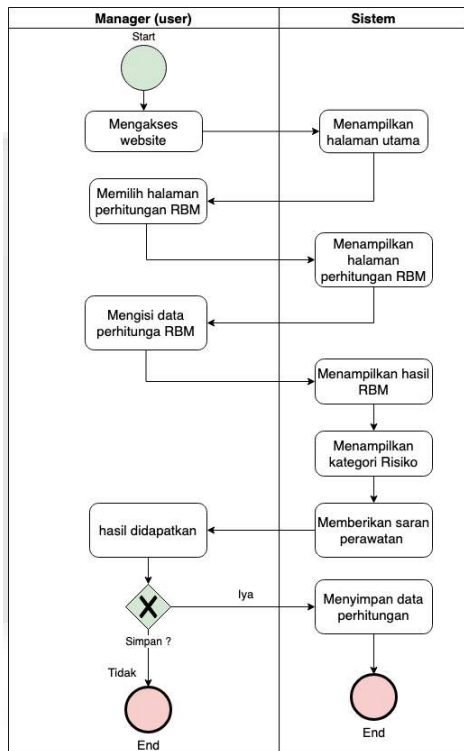 Manager (user)
Sistem
Start
Mengakses
website
Menampilkan
halaman utama
Memilih halaman
perhitungan RBM
Menampilkan
halaman
perhitungan RBM
Mengisi data
perhitunga RBM
Menampilkan hasil
RBM
Menampilkan
kategori Risiko
Memberikan saran
perawatan
hasil didapatkan
Simpan ?
Iya
Menyimpan data
perhitungan
Tidak
End
End